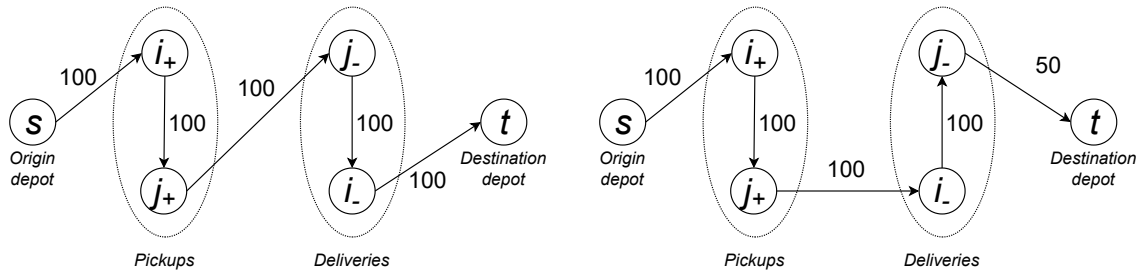 s
Origin
depot
100
i+
100
j+
Pickups
100
j-
100
i-
Deliveries
100
t
Destination
depot
s
Origin
depot
100
i+
100
j+
Pickups
100
j-
100
i-
Deliveries
50
t
Destination
depot